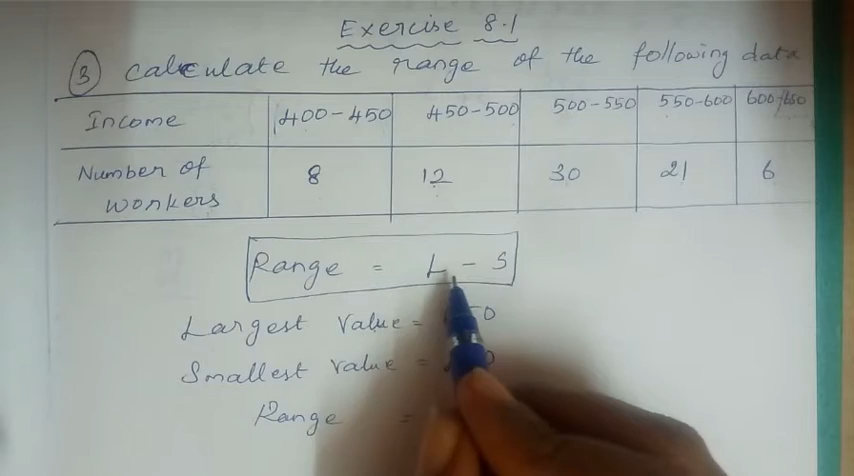 Exercise 8.1
3 Calculate the range of the following data
Income 400-450 450-500 500-550 550-600 600-650
Number of workers 8 12 30 21 6
Range = L - S
Largest Value =
Smallest Value =
Range =